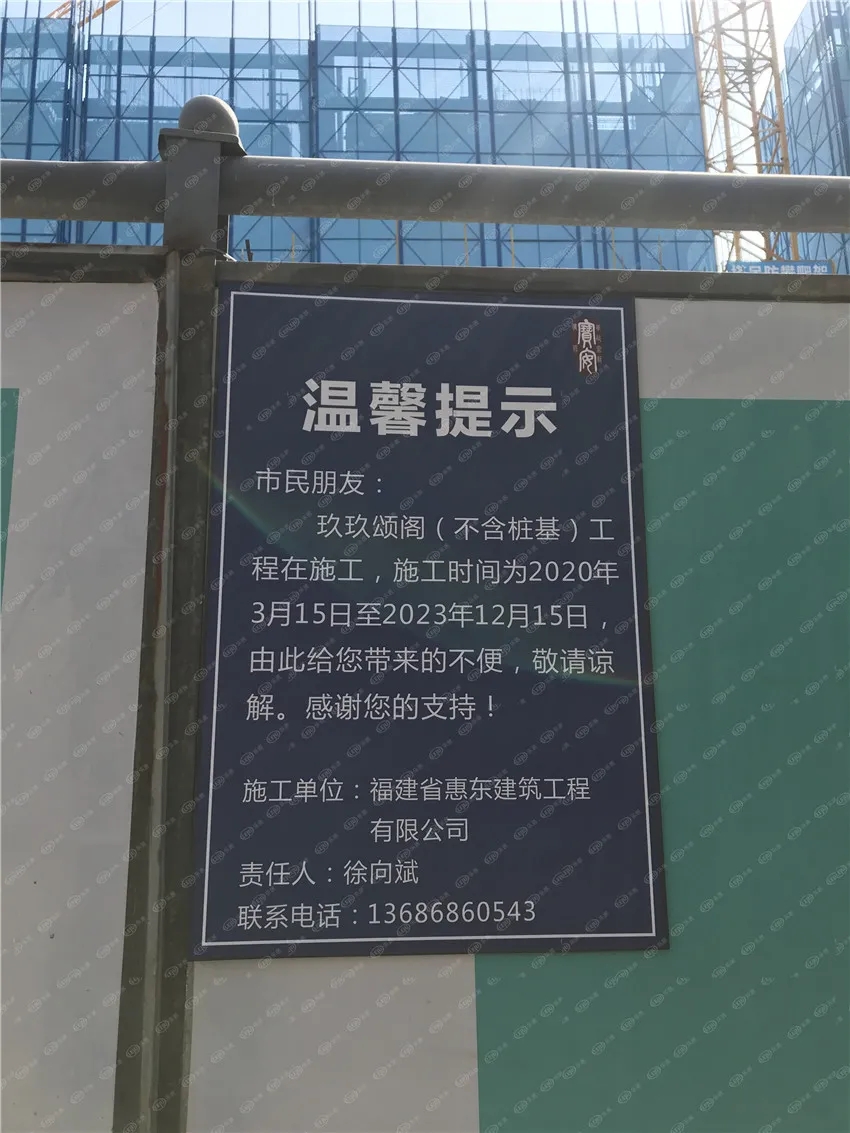 寶安
温馨提示
市民朋友：
玖玖颂阁（不含桩基）工
程在施工，施工时间为2020年
3月15日至2023年12月15日，
由此给您带来的不便，敬请谅
解。感谢您的支持！
施工单位：福建省惠东建筑工程
有限公司
责任人：徐向斌
联系电话：13686860543